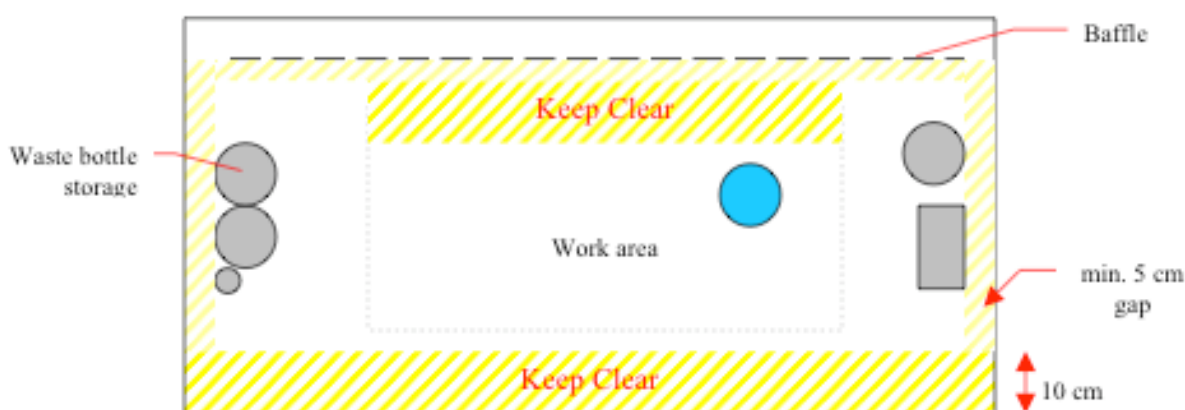 Baffle
Keep Clear
Waste bottle
storage
Work area
min. 5 cm
gap
Keep Clear
10 cm